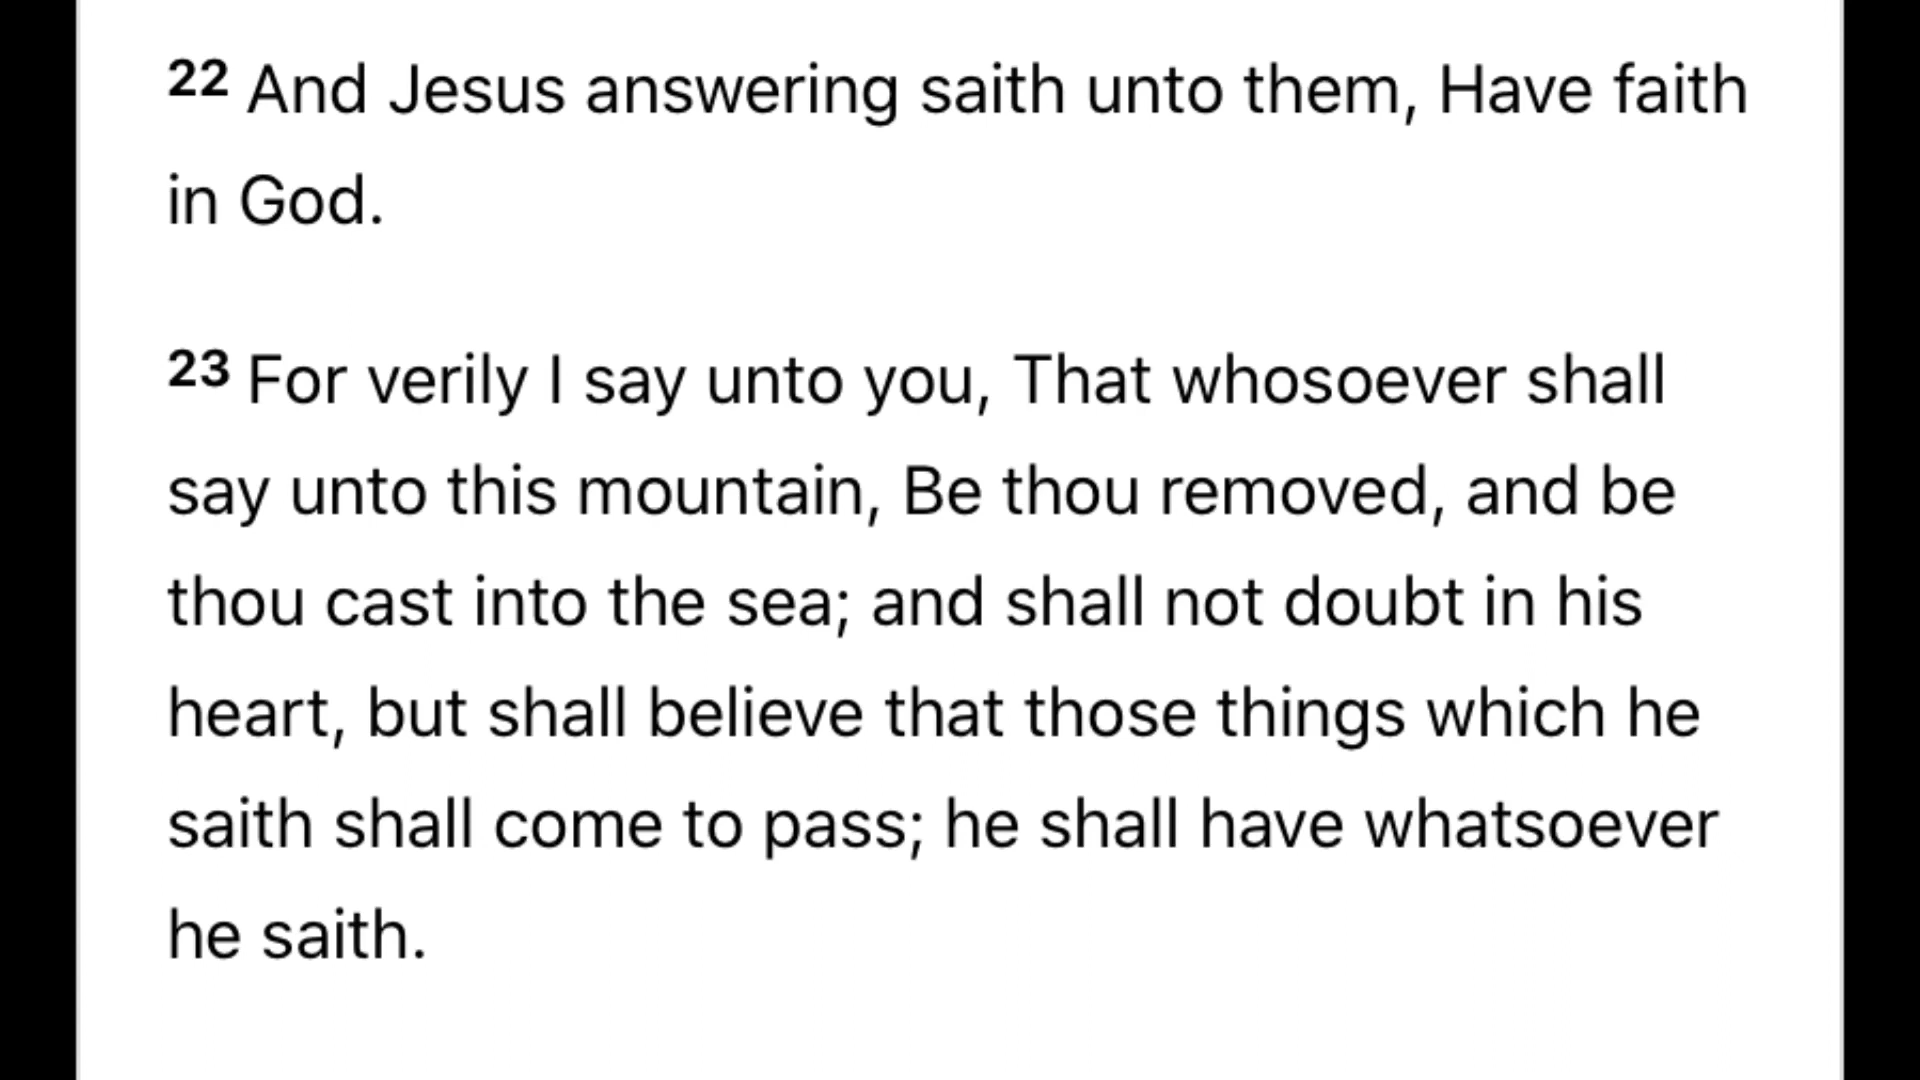 22 And Jesus answering saith unto them, Have faith
in God.
23 For verily I say unto you, That whosoever shall
say unto this mountain, Be thou removed, and be
thou cast into the sea; and shall not doubt in his
heart, but shall believe that those things which he
saith shall come to pass; he shall have whatsoever
he saith.